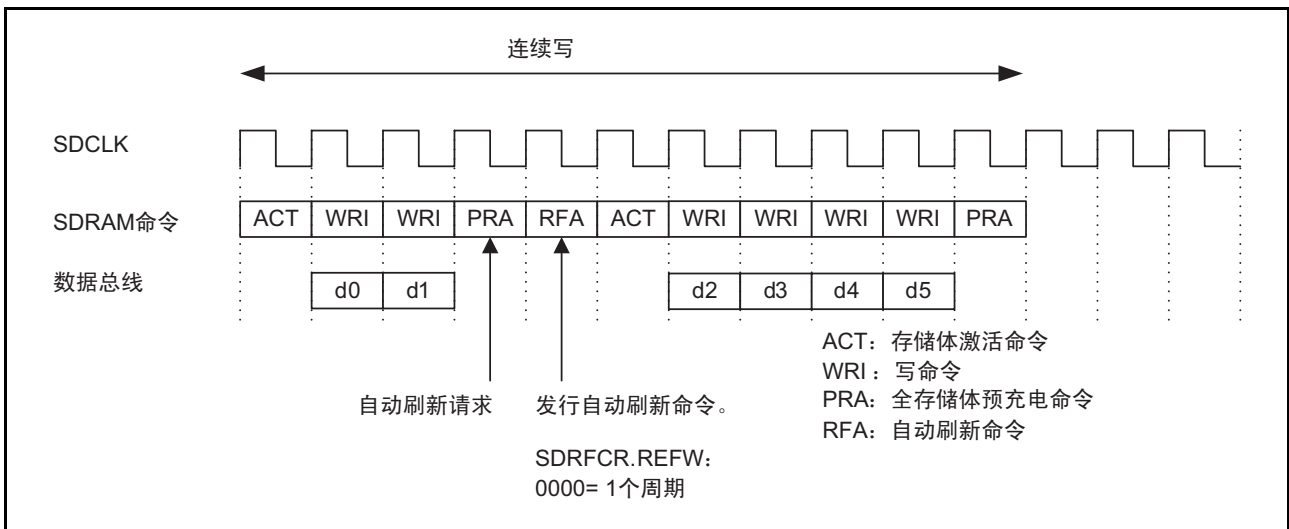 连续写
SDCLK
SDRAM命令 ACT WRI WRI PRA RFA ACT WRI WRI WRI WRI PRA
数据总线 d0 d1 d2 d3 d4 d5
自动刷新请求
发行自动刷新命令。
SDRFCR.REFW：
0000= 1个周期
ACT：存储体激活命令
WRI：写命令
PRA：全存储体预充电命令
RFA：自动刷新命令